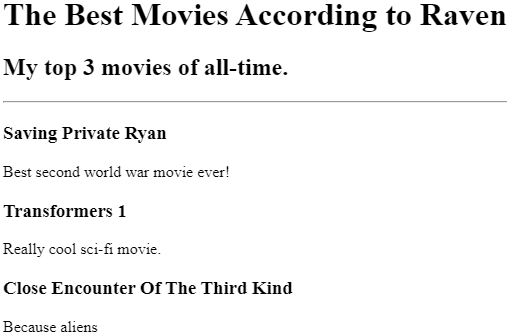 The Best Movies According to Raven
My top 3 movies of all-time.
Saving Private Ryan
Best second world war movie ever!
Transformers 1
Really cool sci-fi movie.
Close Encounter Of The Third Kind
Because aliens